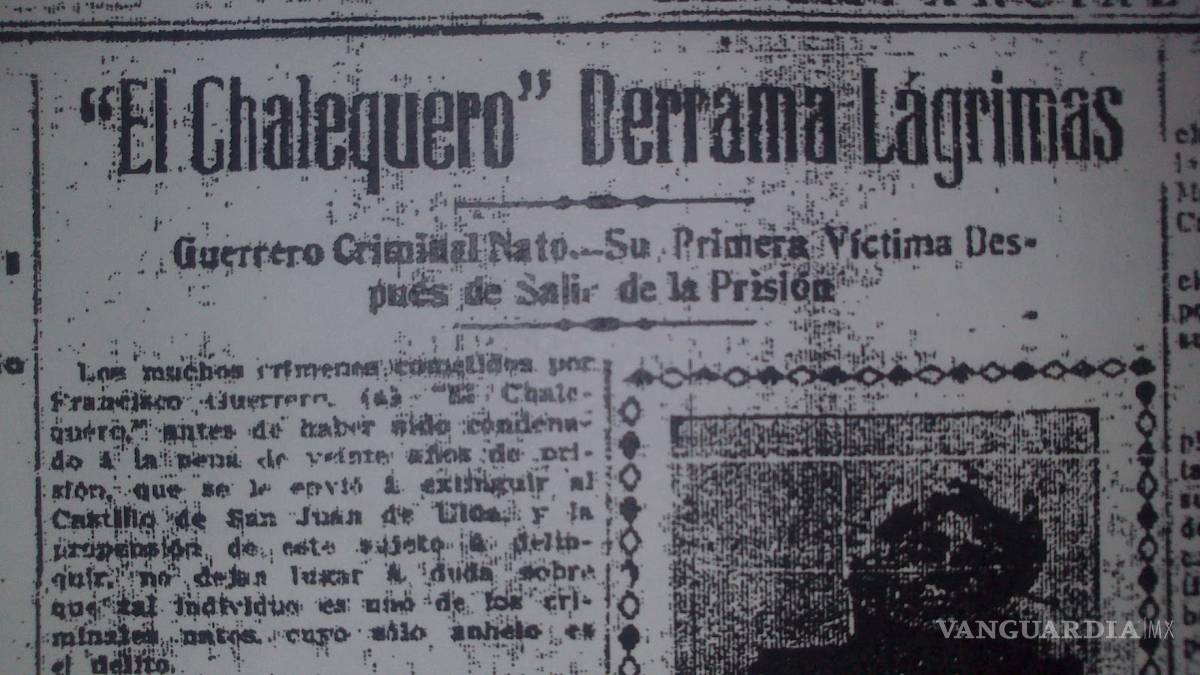 “El Chalequero” Derrama Lágrimas
Guerrero Criminal Nato.—Su Primera Víctima Des-
pués de Salir de la Prisión
Los muchos crímenes cometidos por
Francisco Guerrero, (a) “El Chale-
quero,” antes de haber sido condena-
do á la pena de veinte años de pri-
sión, que se le envió á extinguir al
Castillo de San Juan de Ulúa, y la
propensión de este sujeto á delin-
quir, no dejan lugar á duda sobre
que tal individuo es uno de los cri-
minales natos, cuyo sólo anhelo es
el delito.
VANGUARDIA MX